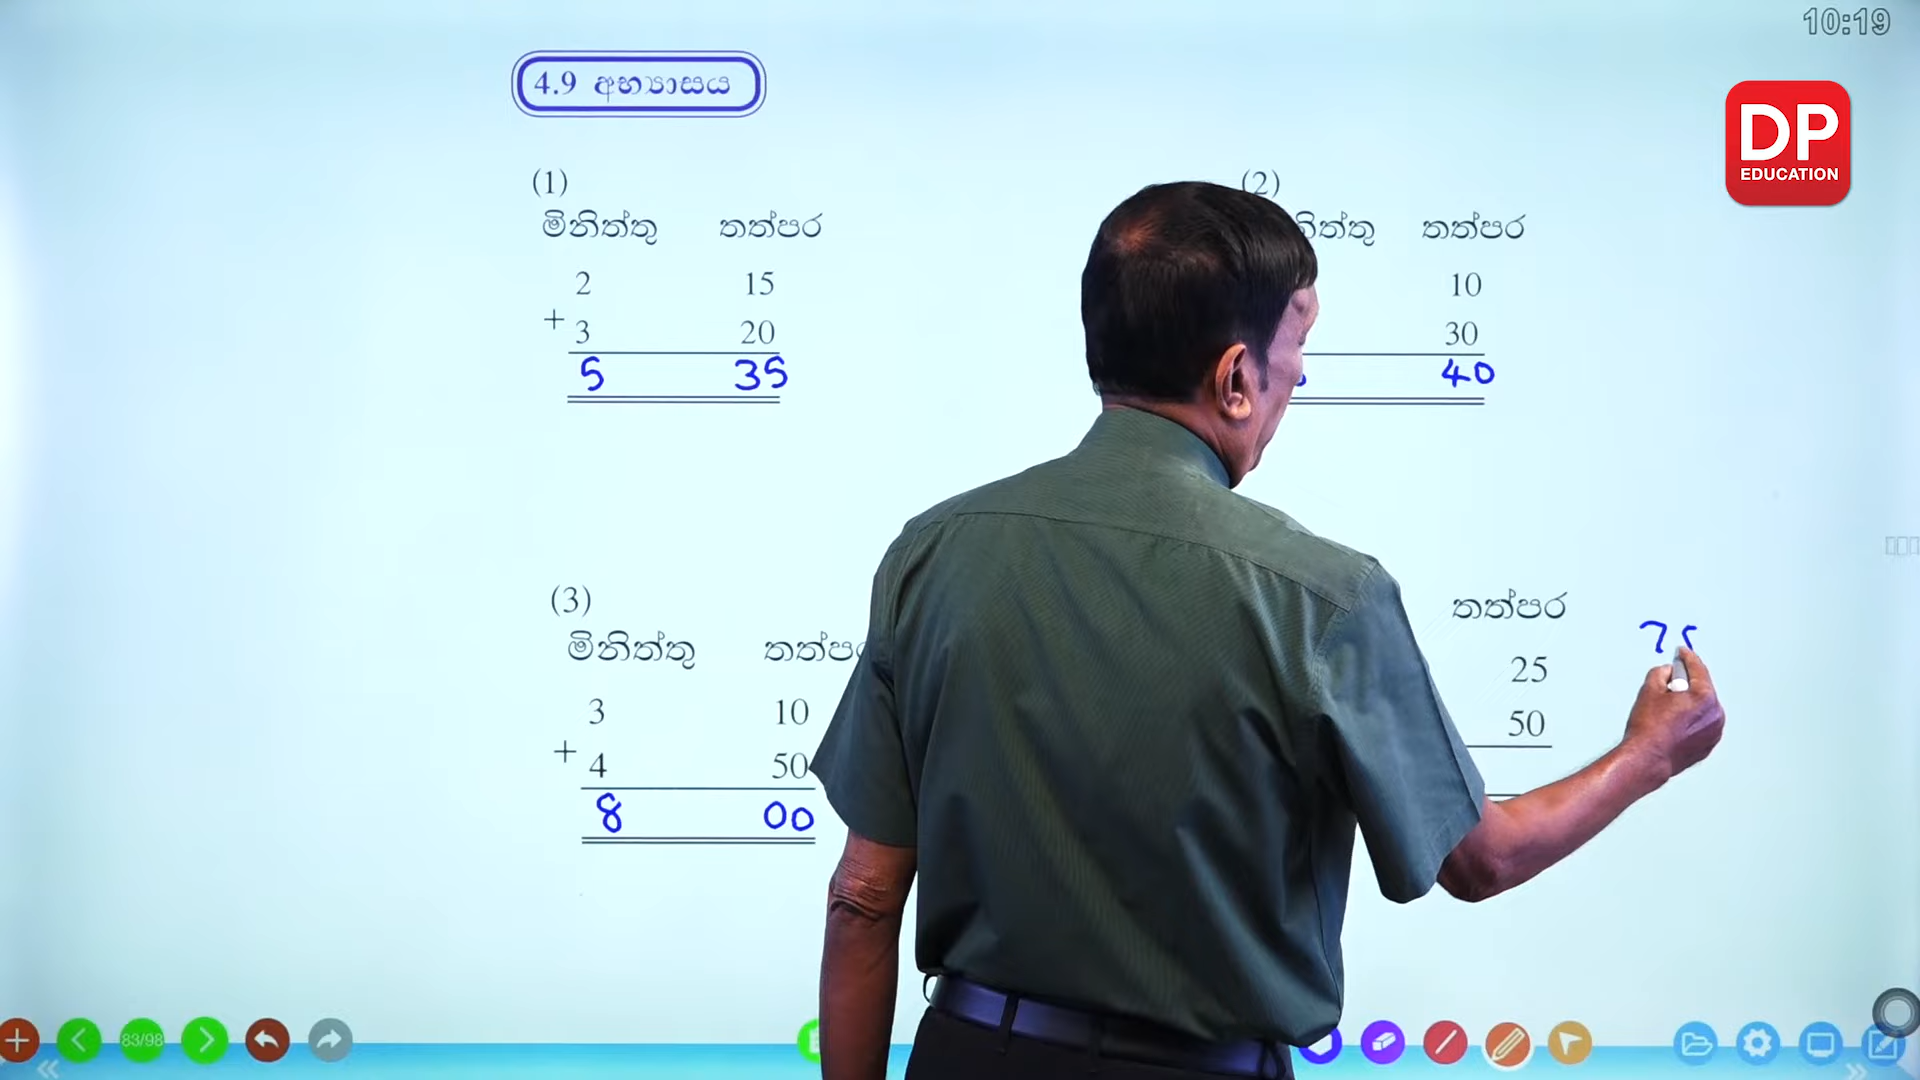 10:19
DP
EDUCATION
4.9 අභ්‍යාසය
(1)
මිනිත්තු තත්පර
2 15
+ 3 20
5 35
(2)
තත්පර
10
30
40
(3)
මිනිත්තු
3 10
+ 4 50
8 00
තත්පර
25
50
83/98